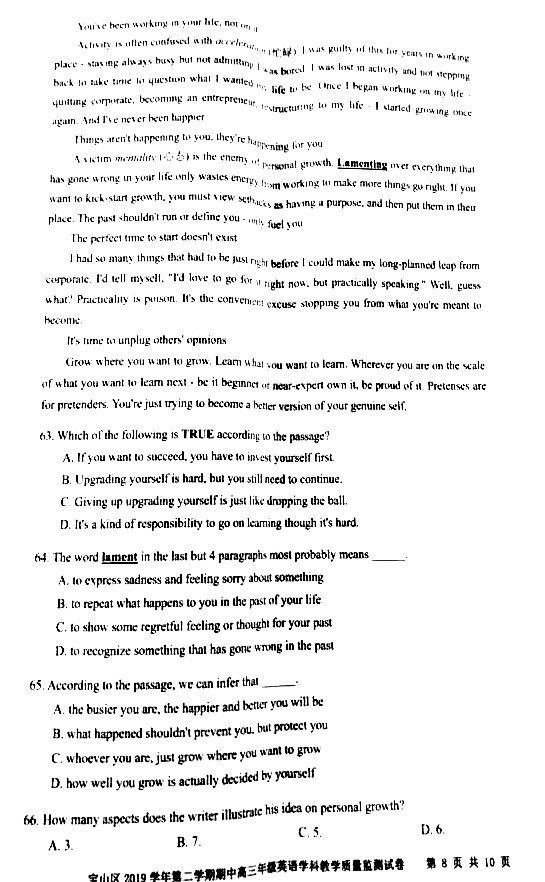 You've been working in your life, not on it
Activity is often confused with acceleration (忙碌) I was guilty of this for years in working
place - staying always busy but not admitting I was bored. I was lost in activity and not stepping
back to take time to question what I wanted my life to be. Once I began working on my life -
quitting corporate, becoming an entrepreneur, restructuring to my life - I started growing once
again. And I've never been happier
Things aren't happening to you, they're happening for you
A victim mentality (心态) is the enemy of personal growth. Lamenting over everything that
has gone wrong in your life only wastes energy from working to make more things go right. If you
want to kick-start growth, you must view setbacks as having a purpose, and then put them in their
place. The past shouldn't run or define you - only fuel you
The perfect time to start doesn't exist
I had so many things that had to be just right before I could make my long-planned leap from
corporate. I'd tell myself, "I'd love to go for it right now, but practically speaking." Well, guess
what? Practicality is poison. It's the convenient excuse stopping you from what you're meant to
become.
It's time to unplug others' opinions
Grow where you want to grow. Learn what you want to learn. Wherever you are on the scale
of what you want to learn next - be it beginner or near-expert own it, be proud of it. Pretenses are
for pretenders. You're just trying to become a better version of your genuine self.
63. Which of the following is TRUE according to the passage?
A. If you want to succeed, you have to invest yourself first.
B. Upgrading yourself is hard, but you still need to continue.
C. Giving up upgrading yourself is just like dropping the ball.
D. It's a kind of responsibility to go on learning though it's hard.
64. The word lament in the last but 4 paragraphs most probably means ______.
A. to express sadness and feeling sorry about something
B. to repeat what happens to you in the past of your life
C. to show some regretful feeling or thought for your past
D. to recognize something that has gone wrong in the past
65. According to the passage, we can infer that ______.
A. the busier you are, the happier and better you will be
B. what happened shouldn't prevent you, but protect you
C. whoever you are, just grow where you want to grow
D. how well you grow is actually decided by yourself
66. How many aspects does the writer illustrate his idea on personal growth?
A. 3. B. 7. C. 5. D. 6.
宝山区 2019 学年第二学期期中高三年级英语学科教学质量监测试卷 第 8 页 共 10 页